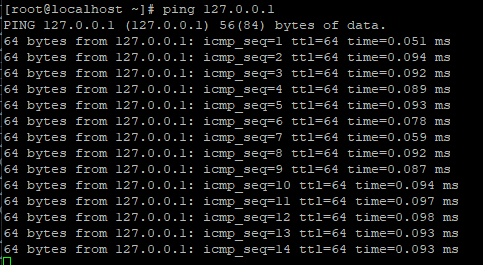 [root@localhost ~]# ping 127.0.0.1
PING 127.0.0.1 (127.0.0.1) 56(84) bytes of data.
64 bytes from 127.0.0.1: icmp_seq=1 ttl=64 time=0.051 ms
64 bytes from 127.0.0.1: icmp_seq=2 ttl=64 time=0.094 ms
64 bytes from 127.0.0.1: icmp_seq=3 ttl=64 time=0.092 ms
64 bytes from 127.0.0.1: icmp_seq=4 ttl=64 time=0.089 ms
64 bytes from 127.0.0.1: icmp_seq=5 ttl=64 time=0.093 ms
64 bytes from 127.0.0.1: icmp_seq=6 ttl=64 time=0.078 ms
64 bytes from 127.0.0.1: icmp_seq=7 ttl=64 time=0.059 ms
64 bytes from 127.0.0.1: icmp_seq=8 ttl=64 time=0.092 ms
64 bytes from 127.0.0.1: icmp_seq=9 ttl=64 time=0.087 ms
64 bytes from 127.0.0.1: icmp_seq=10 ttl=64 time=0.094 ms
64 bytes from 127.0.0.1: icmp_seq=11 ttl=64 time=0.097 ms
64 bytes from 127.0.0.1: icmp_seq=12 ttl=64 time=0.098 ms
64 bytes from 127.0.0.1: icmp_seq=13 ttl=64 time=0.093 ms
64 bytes from 127.0.0.1: icmp_seq=14 ttl=64 time=0.093 ms